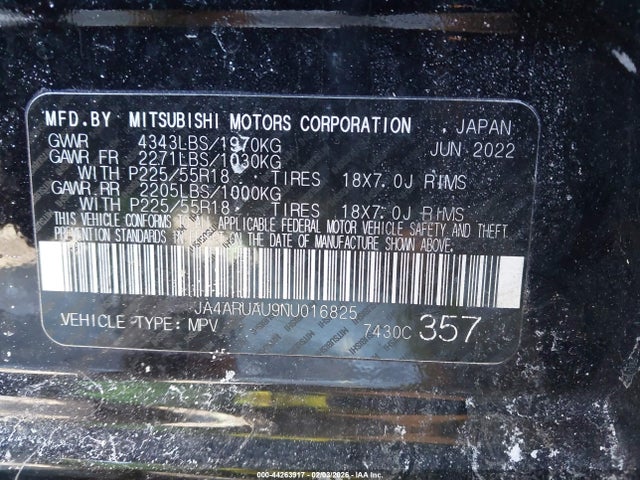 MFD.BY MITSUBISHI MOTORS CORPORATION , JAPAN
GVWR 4343LBS/1970KG JUN 2022
GAWR FR 2271LBS/1030KG
WITH P225/55R18 TIRES 18X7.0J RIMS
GAWR.RR 2205LBS/1000KG
WITH P225/55R18 TIRES 18X7.0J RIMS
THIS VEHICLE CONFORMS TO ALL APPLICABLE FEDERAL MOTOR VEHICLE SAFETY AND THEFT
PREVENTION STANDARDS IN EFFECT ON THE DATE OF MANUFACTURE SHOWN ABOVE.
JA4ARUAU9NU016825
VEHICLE TYPE: MPV 7430C 357
000-44263917 - 02/03/2026 - IAA Inc.